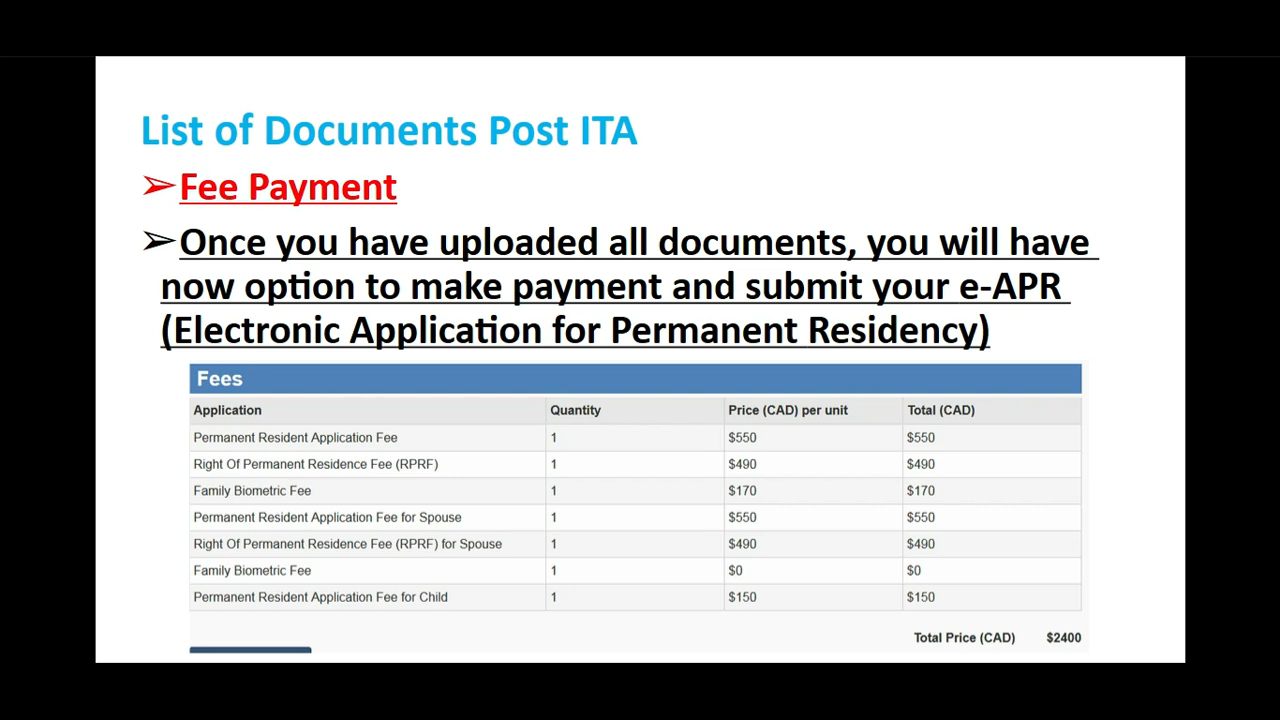 List of Documents Post ITA
➢Fee Payment
➢Once you have uploaded all documents, you will have
now option to make payment and submit your e-APR
(Electronic Application for Permanent Residency)
Fees
Application Quantity Price (CAD) per unit Total (CAD)
Permanent Resident Application Fee 1 $550 $550
Right Of Permanent Residence Fee (RPRF) 1 $490 $490
Family Biometric Fee 1 $170 $170
Permanent Resident Application Fee for Spouse 1 $550 $550
Right Of Permanent Residence Fee (RPRF) for Spouse 1 $490 $490
Family Biometric Fee 1 $0 $0
Permanent Resident Application Fee for Child 1 $150 $150
Total Price (CAD) $2400